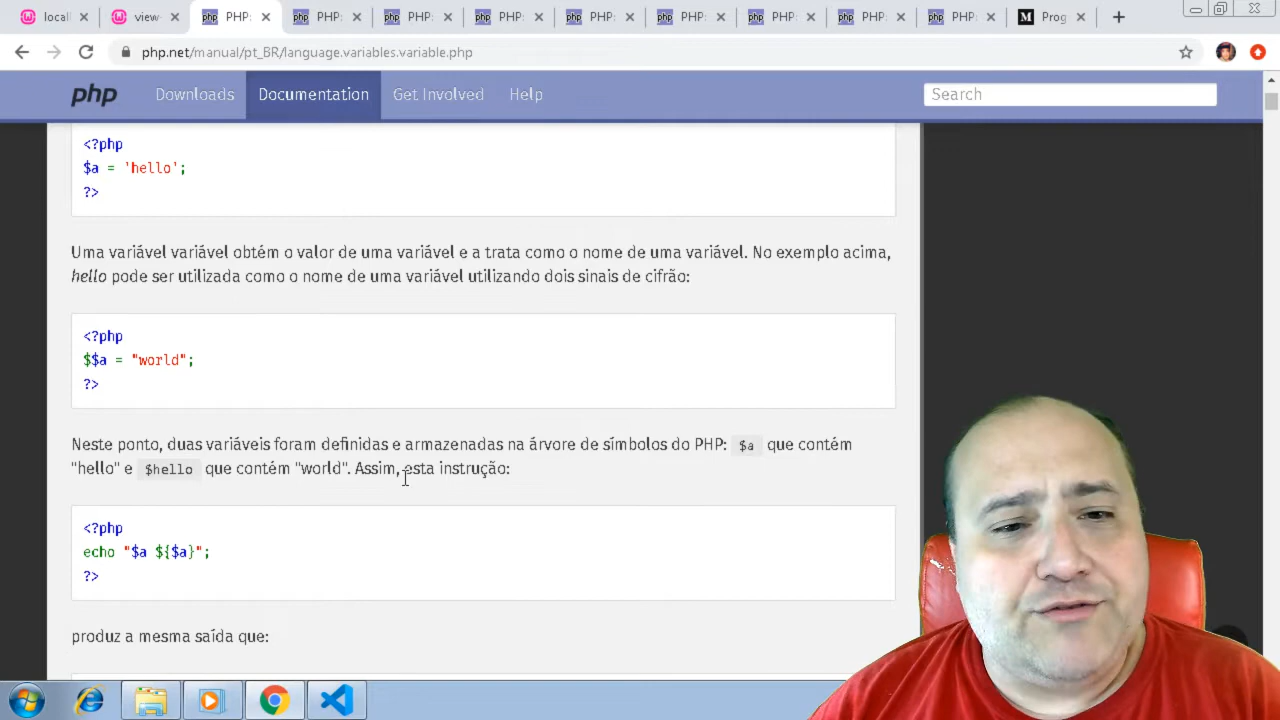 locall
view-
PHP:
PHP:
PHP:
PHP:
PHP:
PHP:
PHP:
PHP:
PHP:
Prog
php.net/manual/pt_BR/language.variables.variable.php
php
Downloads
Documentation
Get Involved
Help
Search
<?php
$a = 'hello';
?>
Uma variável variável obtém o valor de uma variável e a trata como o nome de uma variável. No exemplo acima,
hello pode ser utilizada como o nome de uma variável utilizando dois sinais de cifrão:
<?php
$$a = "world";
?>
Neste ponto, duas variáveis foram definidas e armazenadas na árvore de símbolos do PHP: $a que contém
"hello" e $hello que contém "world". Assim, esta instrução:
<?php
echo "$a ${$a}";
?>
produz a mesma saída que: